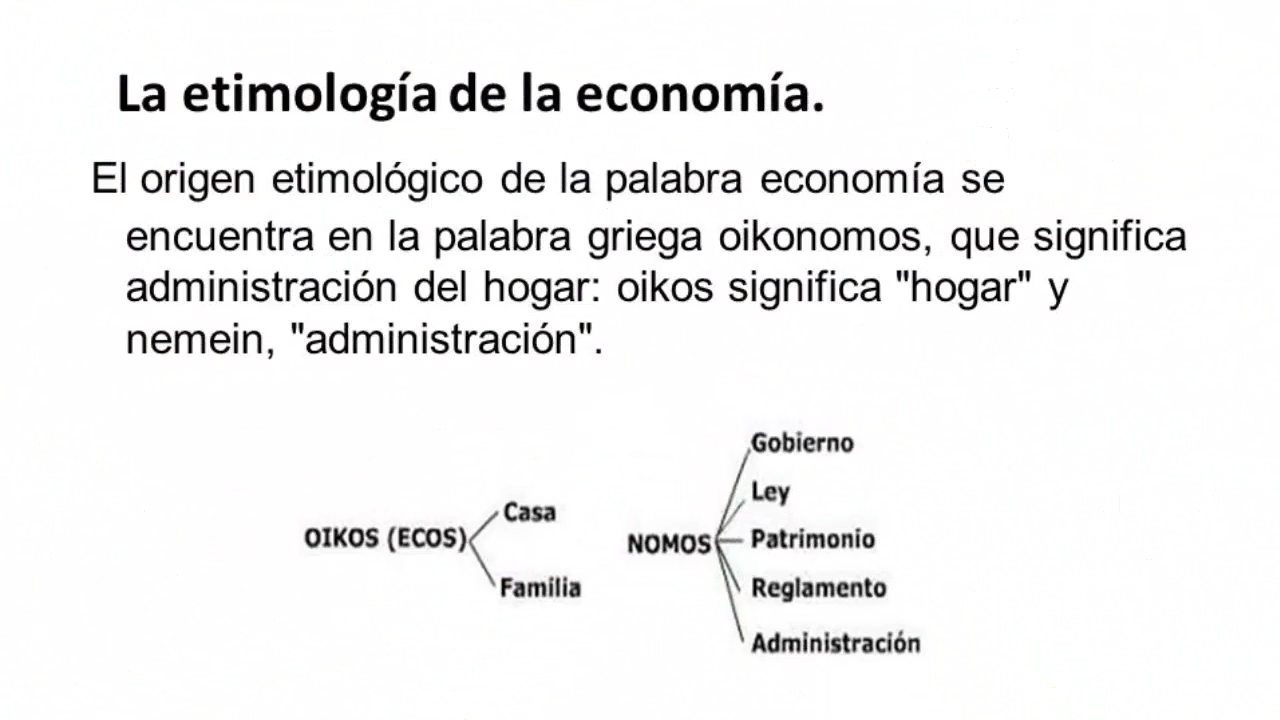 La etimología de la economía.
El origen etimológico de la palabra economía se
encuentra en la palabra griega oikonomos, que significa
administración del hogar: oikos significa "hogar" y
nemein, "administración".
OIKOS (ECOS)
Casa
Familia
NOMOS
Gobierno
Ley
Patrimonio
Reglamento
Administración